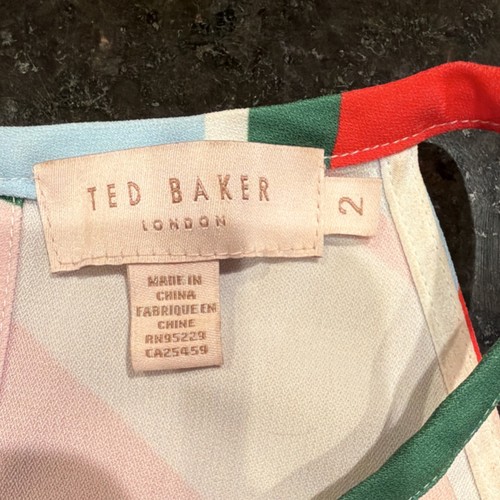 TED BAKER
LONDON
2
MADE IN
CHINA
FABRIQUE EN
CHINE
RN95229
CA25459